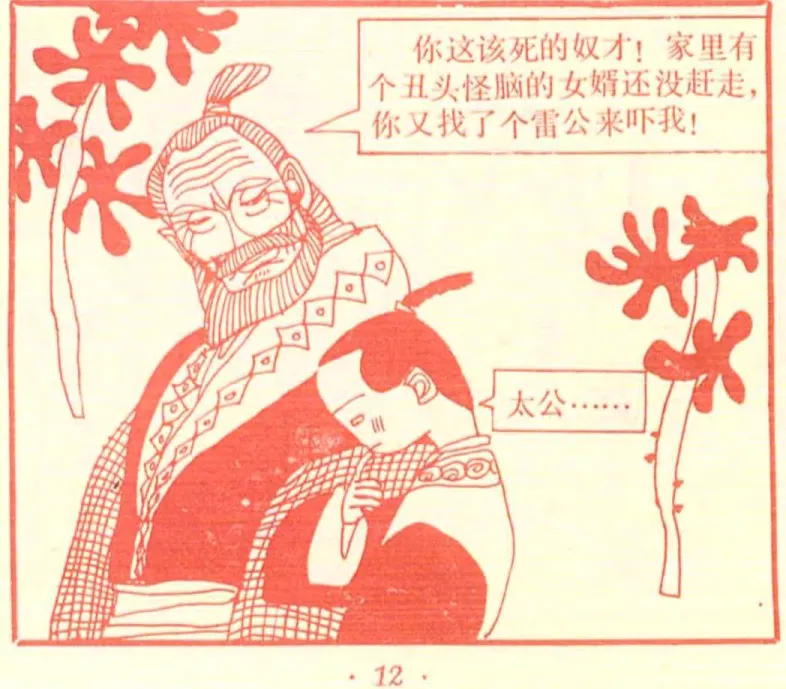 你这该死的奴才！家里有
个丑头怪脑的女婿还没赶走，
你又找了个雷公来吓我！
太公……
· 12 ·